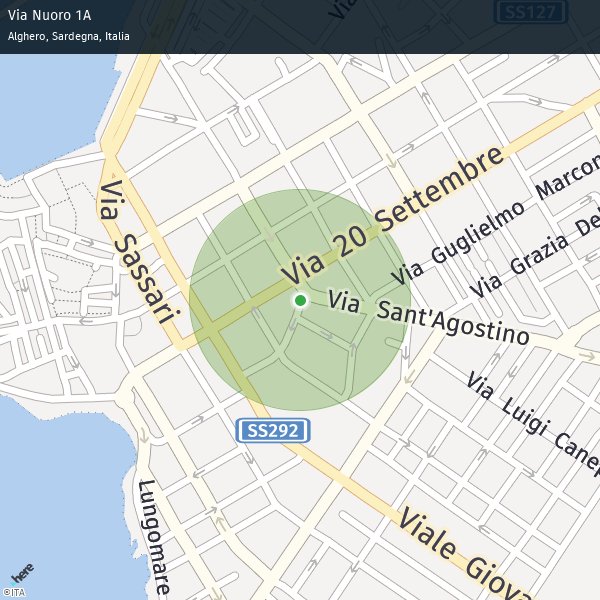 Via Nuoro 1A
Alghero, Sardegna, Italia
SS127
Via
Via 20 Settembre
Via Guglielmo Marcon
Via Grazia Del
Via Sassari
Via Sant'Agostino
Via Luigi Canep
SS292
Lungomare
Viale Giova
here
©ITA